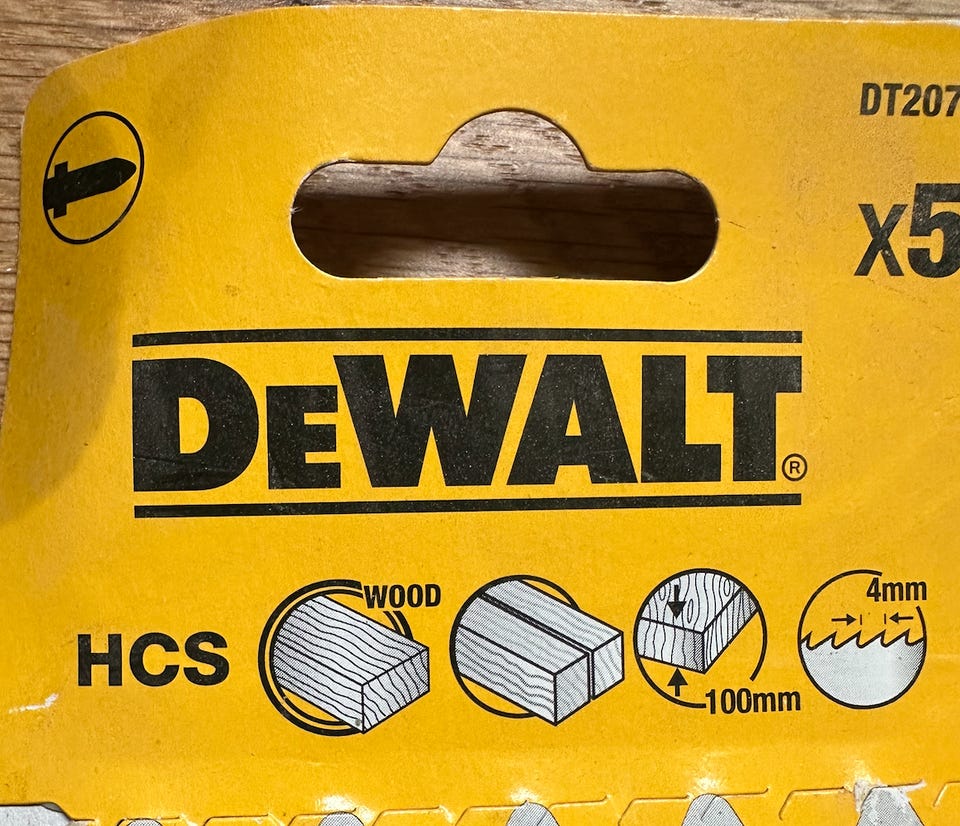 DT207
X5
DEWALT®
HCS
WOOD
100mm
4mm